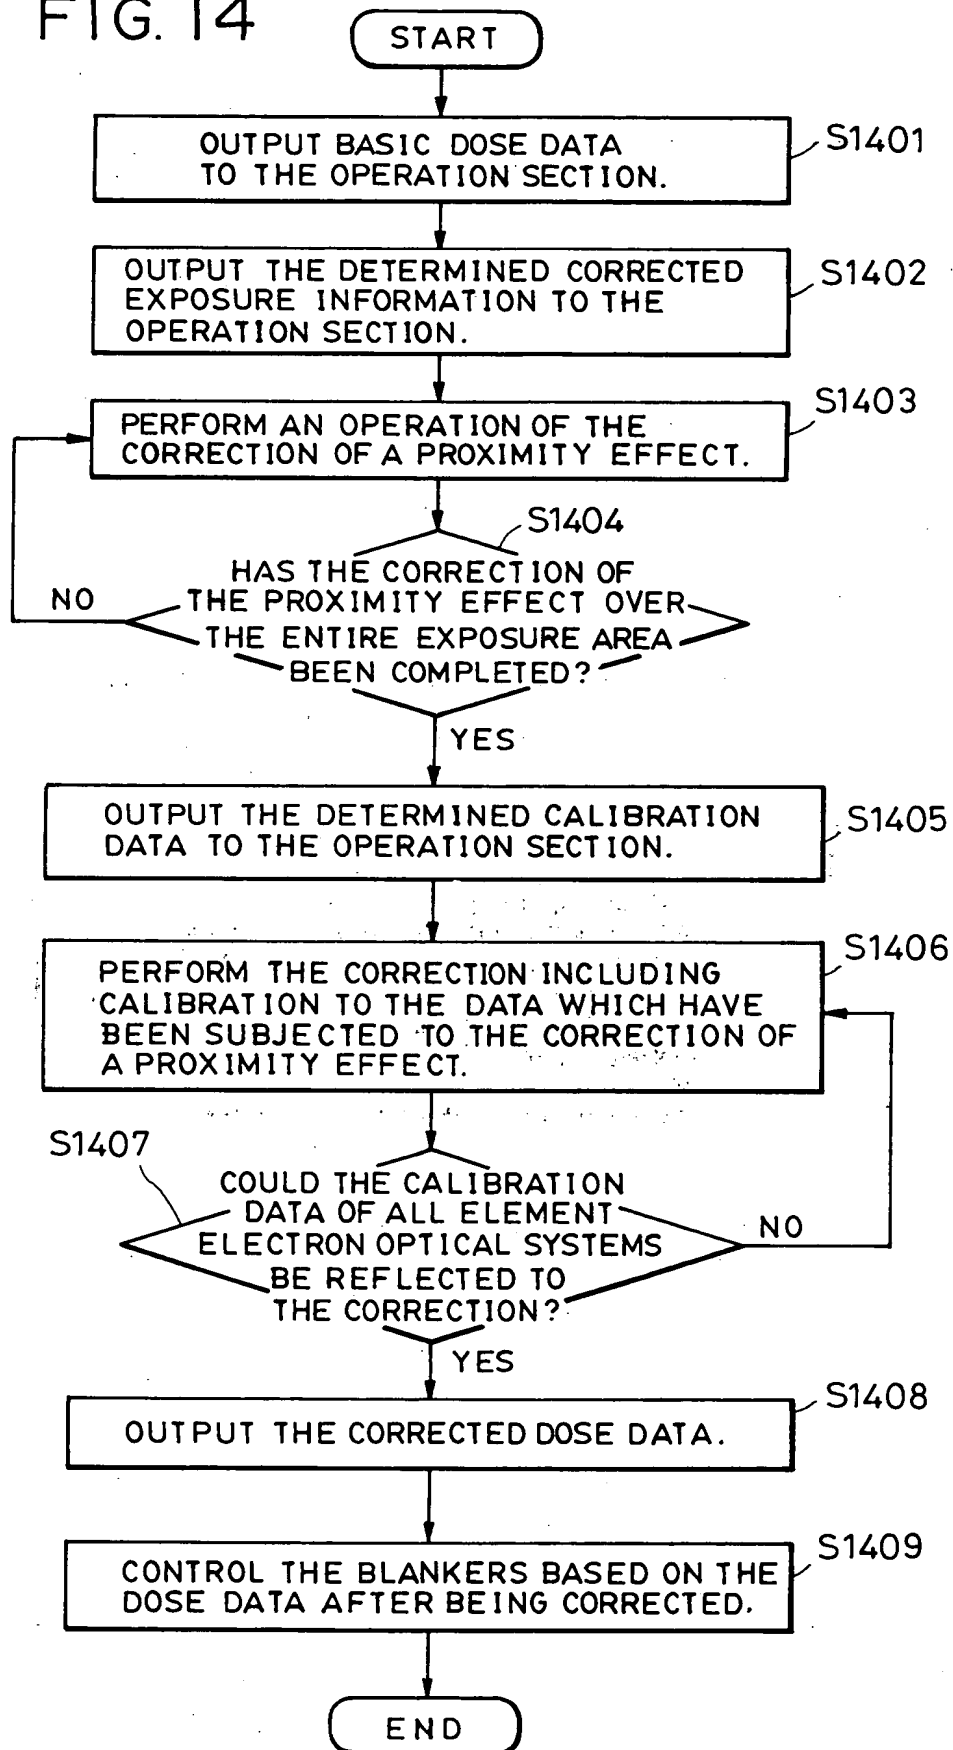 FIG. 14
START
OUTPUT BASIC DOSE DATA
TO THE OPERATION SECTION.
S1401
OUTPUT THE DETERMINED CORRECTED
EXPOSURE INFORMATION TO THE
OPERATION SECTION.
S1402
PERFORM AN OPERATION OF THE
CORRECTION OF A PROXIMITY EFFECT.
S1403
S1404
HAS THE CORRECTION OF
THE PROXIMITY EFFECT OVER
THE ENTIRE EXPOSURE AREA
BEEN COMPLETED?
NO
YES
OUTPUT THE DETERMINED CALIBRATION
DATA TO THE OPERATION SECTION.
S1405
PERFORM THE CORRECTION INCLUDING
CALIBRATION TO THE DATA WHICH HAVE
BEEN SUBJECTED TO THE CORRECTION OF
A PROXIMITY EFFECT.
S1406
S1407
COULD THE CALIBRATION
DATA OF ALL ELEMENT
ELECTRON OPTICAL SYSTEMS
BE REFLECTED TO
THE CORRECTION?
NO
YES
OUTPUT THE CORRECTED DOSE DATA.
S1408
CONTROL THE BLANKERS BASED ON THE
DOSE DATA AFTER BEING CORRECTED.
S1409
END